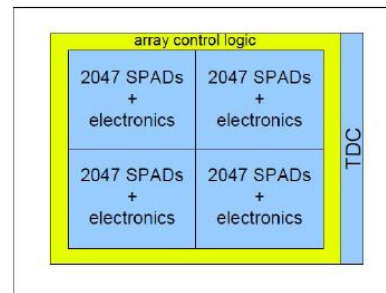 array control logic
2047 SPADs
+
electronics
2047 SPADs
+
electronics
2047 SPADs
+
electronics
2047 SPADs
+
electronics
TDC